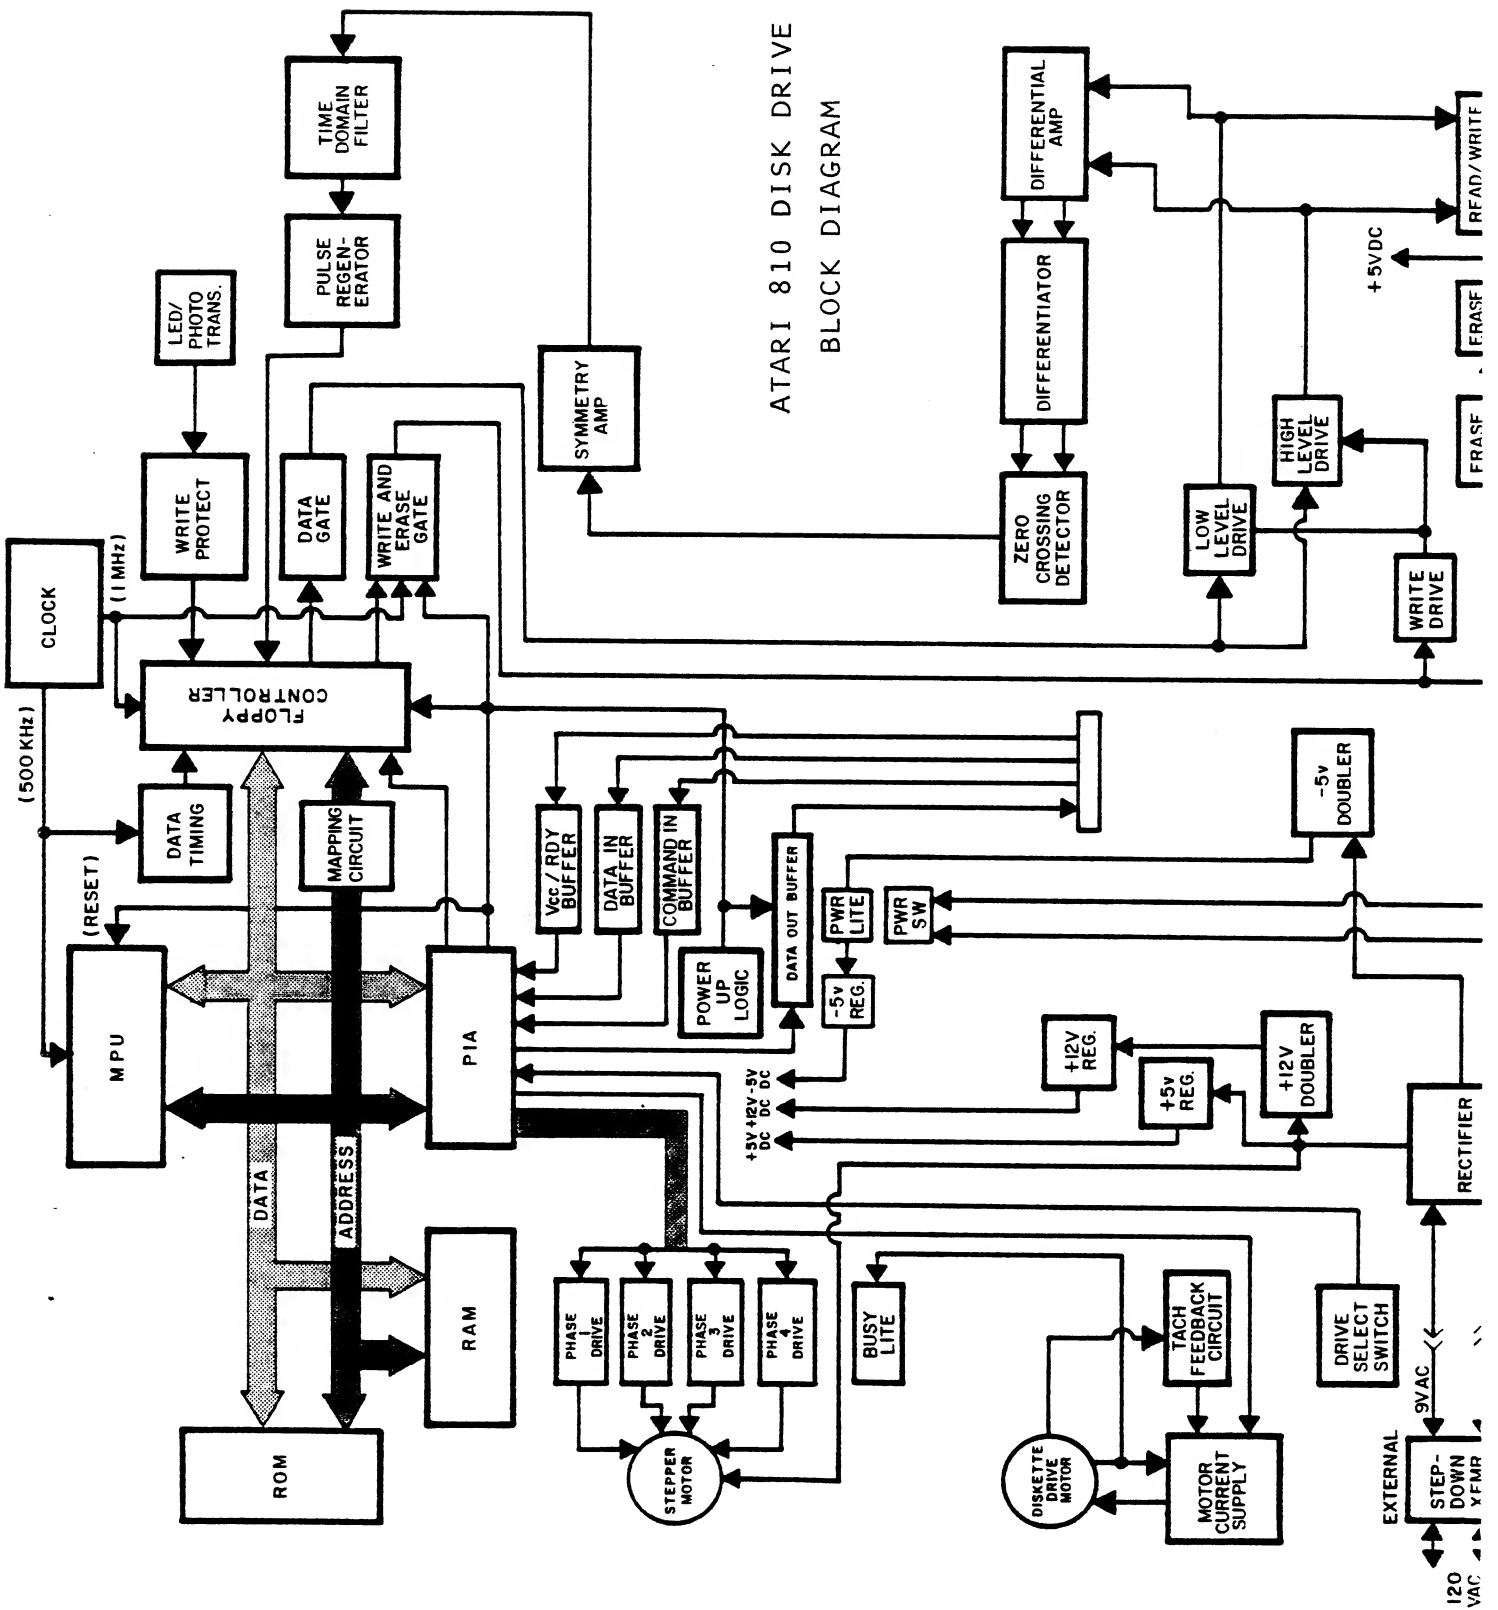 ATARI 810 DISK DRIVE
BLOCK DIAGRAM
CLOCK
(500 KHz)
(1 MHz)
(RESET)
MPU
ROM
RAM
DATA
ADDRESS
DATA
TIMING
MAPPING
CIRCUIT
FLOPPY
CONTROLLER
WRITE
PROTECT
LED/
PHOTO
TRANS.
DATA
GATE
WRITE AND
ERASE
GATE
PULSE
REGEN-
ERATOR
TIME
DOMAIN
FILTER
PIA
Vcc/RDY
BUFFER
DATA IN
BUFFER
COMMAND IN
BUFFER
POWER
UP
LOGIC
DATA OUT BUFFER
SYMMETRY
AMP
PHASE
1
DRIVE
PHASE
2
DRIVE
PHASE
3
DRIVE
PHASE
4
DRIVE
STEPPER
MOTOR
BUSY
LITE
PWR
LITE
PWR
SW
-5v
REG.
+5V +12V -5V
DC DC DC
+12V
REG.
+5v
REG.
+12V
DOUBLER
-5v
DOUBLER
ZERO
CROSSING
DETECTOR
DIFFERENTIATOR
DIFFERENTIAL
AMP
LOW
LEVEL
DRIVE
HIGH
LEVEL
DRIVE
WRITE
DRIVE
+5VDC
READ/WRITE
ERASE
ERASE
DISKETTE
DRIVE
MOTOR
TACH
FEEDBACK
CIRCUIT
MOTOR
CURRENT
SUPPLY
DRIVE
SELECT
SWITCH
RECTIFIER
9VAC
EXTERNAL
STEP-
DOWN
XFMR
120
VAC